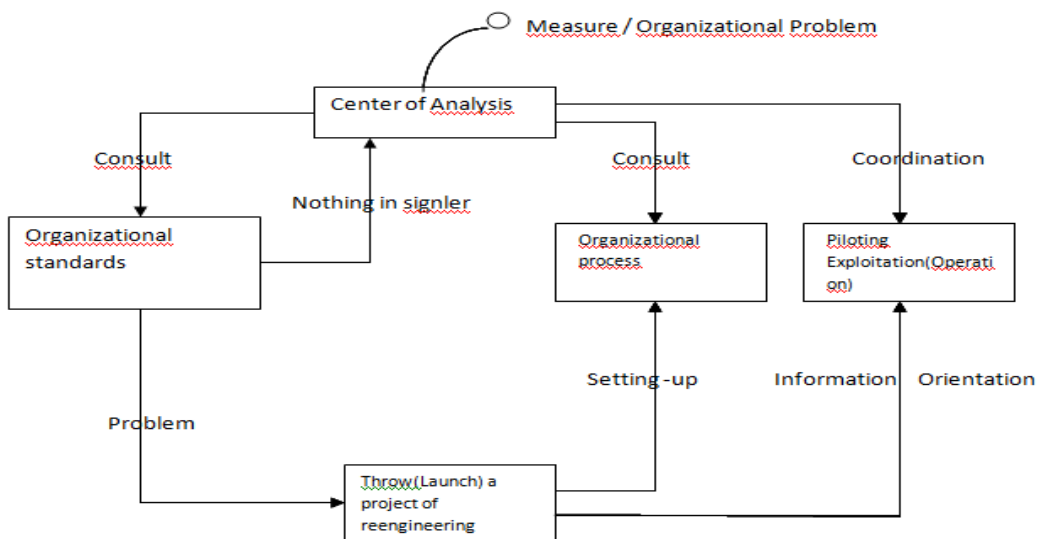 Measure / Organizational Problem
Center of Analysis
Consult
Consult
Coordination
Nothing in signler
Organizational
standards
Organizational
process
Piloting
Exploitation(Operati
on)
Setting-up
Information
Orientation
Problem
Throw(Launch) a
project of
reengineering